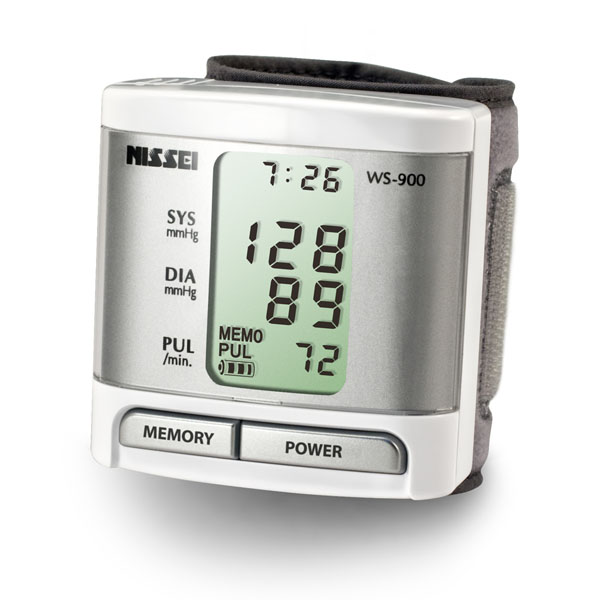 NISSEI
7:26
WS-900
SYS
mmHg
128
DIA
mmHg
89
MEMO
PUL
/min.
PUL
72
MEMORY
POWER